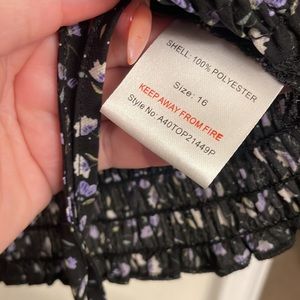 SHELL: 100% POLYESTER
Size: 16
KEEP AWAY FROM FIRE
Style No: A40TOP21449P